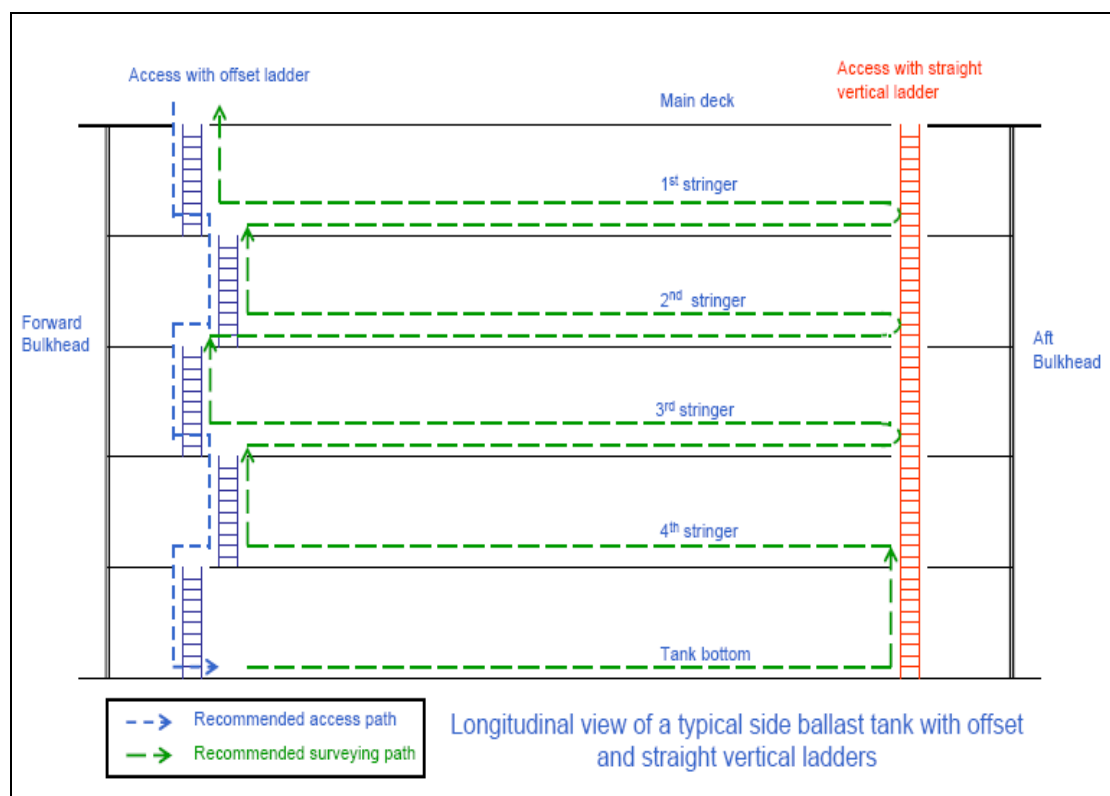 Access with offset ladder
Access with straight
vertical ladder
Main deck
1st stringer
2nd stringer
Forward
Bulkhead
Aft
Bulkhead
3rd stringer
4th stringer
Tank bottom
Recommended access path
Recommended surveying path
Longitudinal view of a typical side ballast tank with offset
and straight vertical ladders